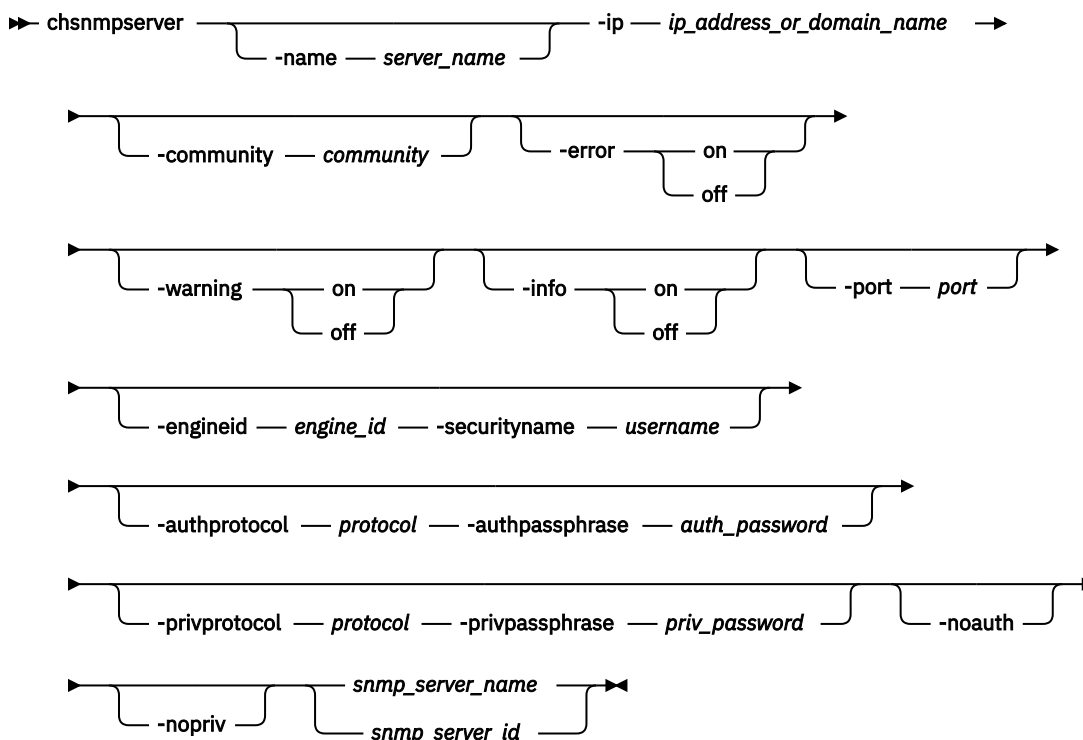 chsnmpserver -ip ip_address_or_domain_name
-name server_name
-community community -error on
off
-warning on -info on -port port
off off
-engineid engine_id -securityname username
-authprotocol protocol -authpassphrase auth_password
-privprotocol protocol -privpassphrase priv_password -noauth
snmp_server_name
-nopriv snmp_server_id